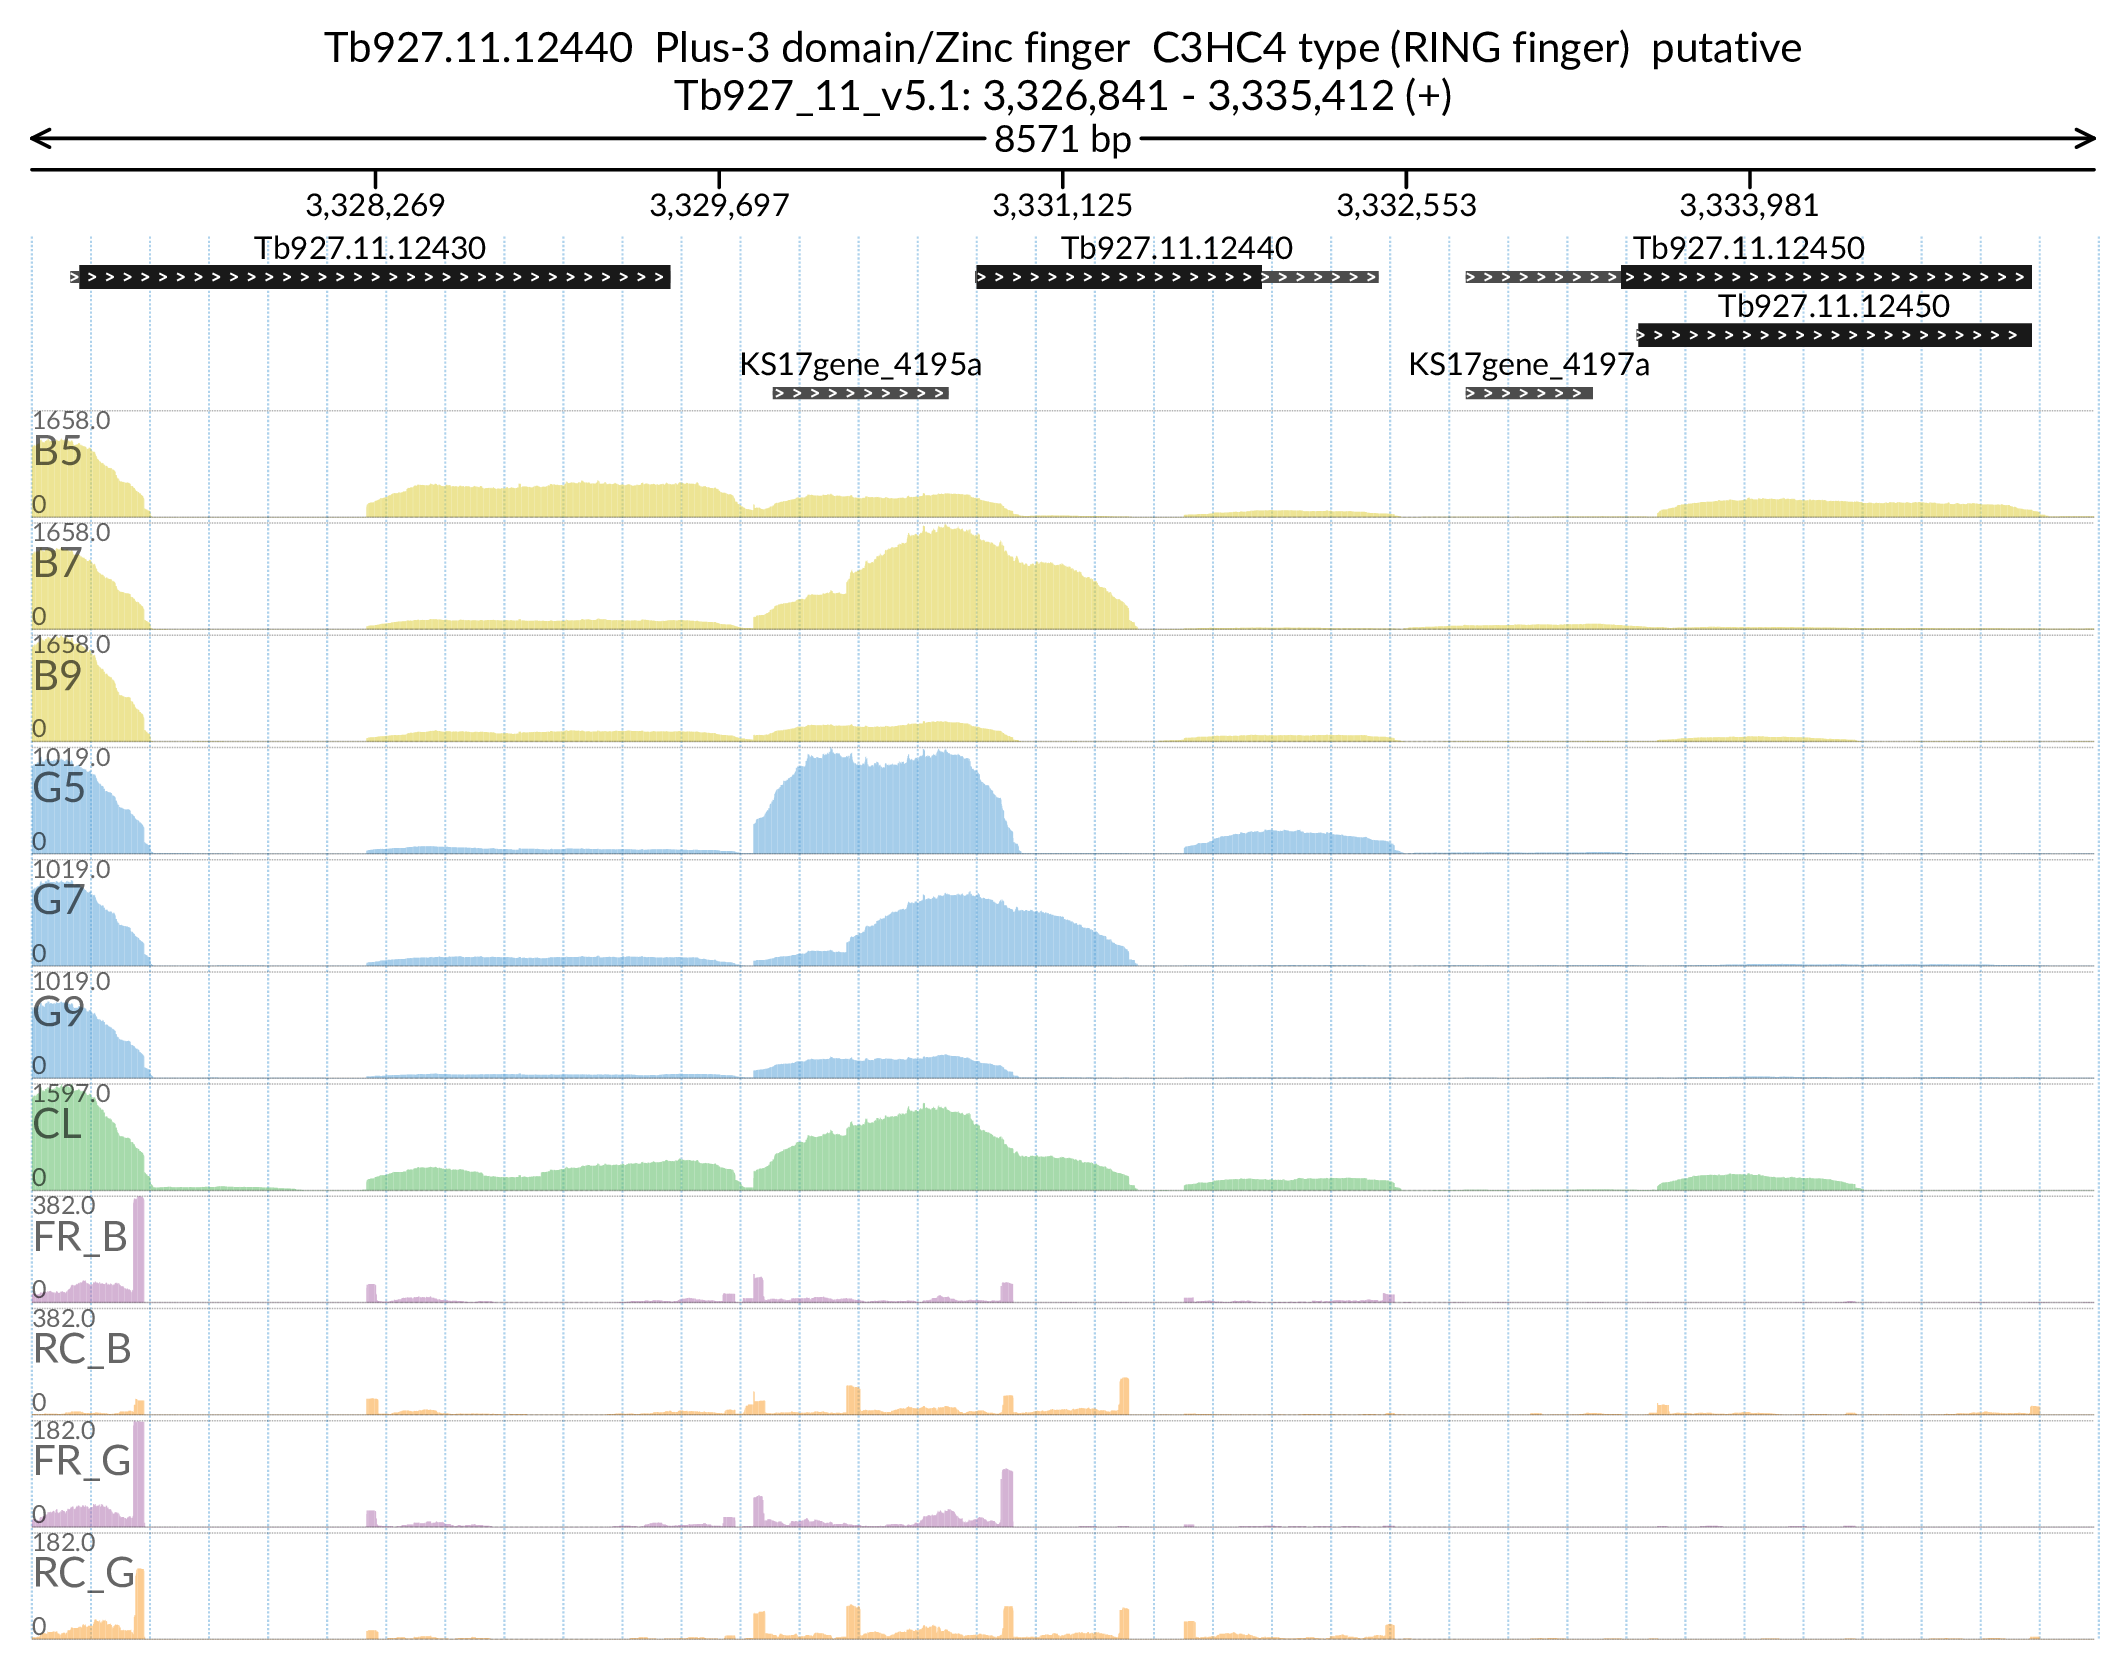 Tb927.11.12440  Plus-3 domain/Zinc finger  C3HC4 type (RING finger)  putative
Tb927_11_v5.1: 3,326,841 - 3,335,412 (+)
8571 bp
3,328,269 3,329,697 3,331,125 3,332,553 3,333,981
Tb927.11.12430 Tb927.11.12440 Tb927.11.12450
Tb927.11.12450
KS17gene_4195a KS17gene_4197a
1658.0
B5
0
1658.0
B7
0
1658.0
B9
0
1019.0
G5
0
1019.0
G7
0
1019.0
G9
0
1597.0
CL
0
382.0
FR_B
0
382.0
RC_B
0
182.0
FR_G
0
182.0
RC_G
0